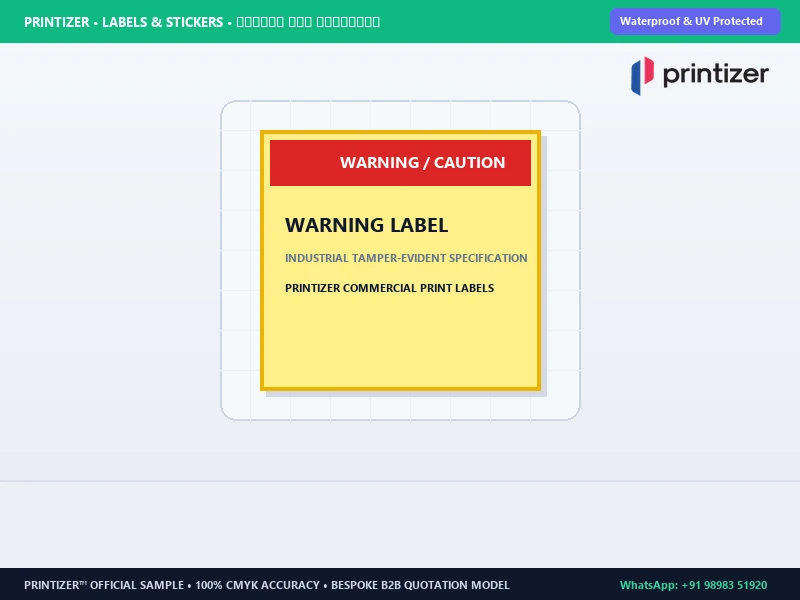 PRINTIZER • LABELS & STICKERS •
Waterproof & UV Protected
printizer
WARNING / CAUTION
WARNING LABEL
INDUSTRIAL TAMPER-EVIDENT SPECIFICATION
PRINTIZER COMMERCIAL PRINT LABELS
PRINTIZER™ OFFICIAL SAMPLE • 100% CMYK ACCURACY • BESPOKE B2B QUOTATION MODEL
WhatsApp: +91 98983 51920